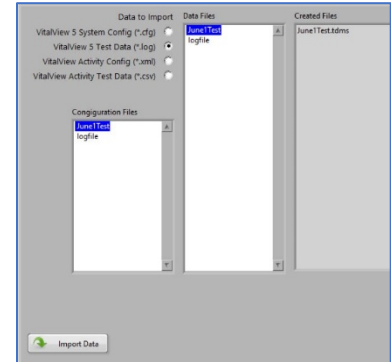 Data to Import
VitalView 5 System Config (*.cfg)
VitalView 5 Test Data (*.log)
VitalView Activity Config (*.xml)
VitalView Activity Test Data (*.csv)
Congiguration Files
June1Test
logfile
Data Files
June1Test
logfile
Created Files
June1Test.tdms
Import Data